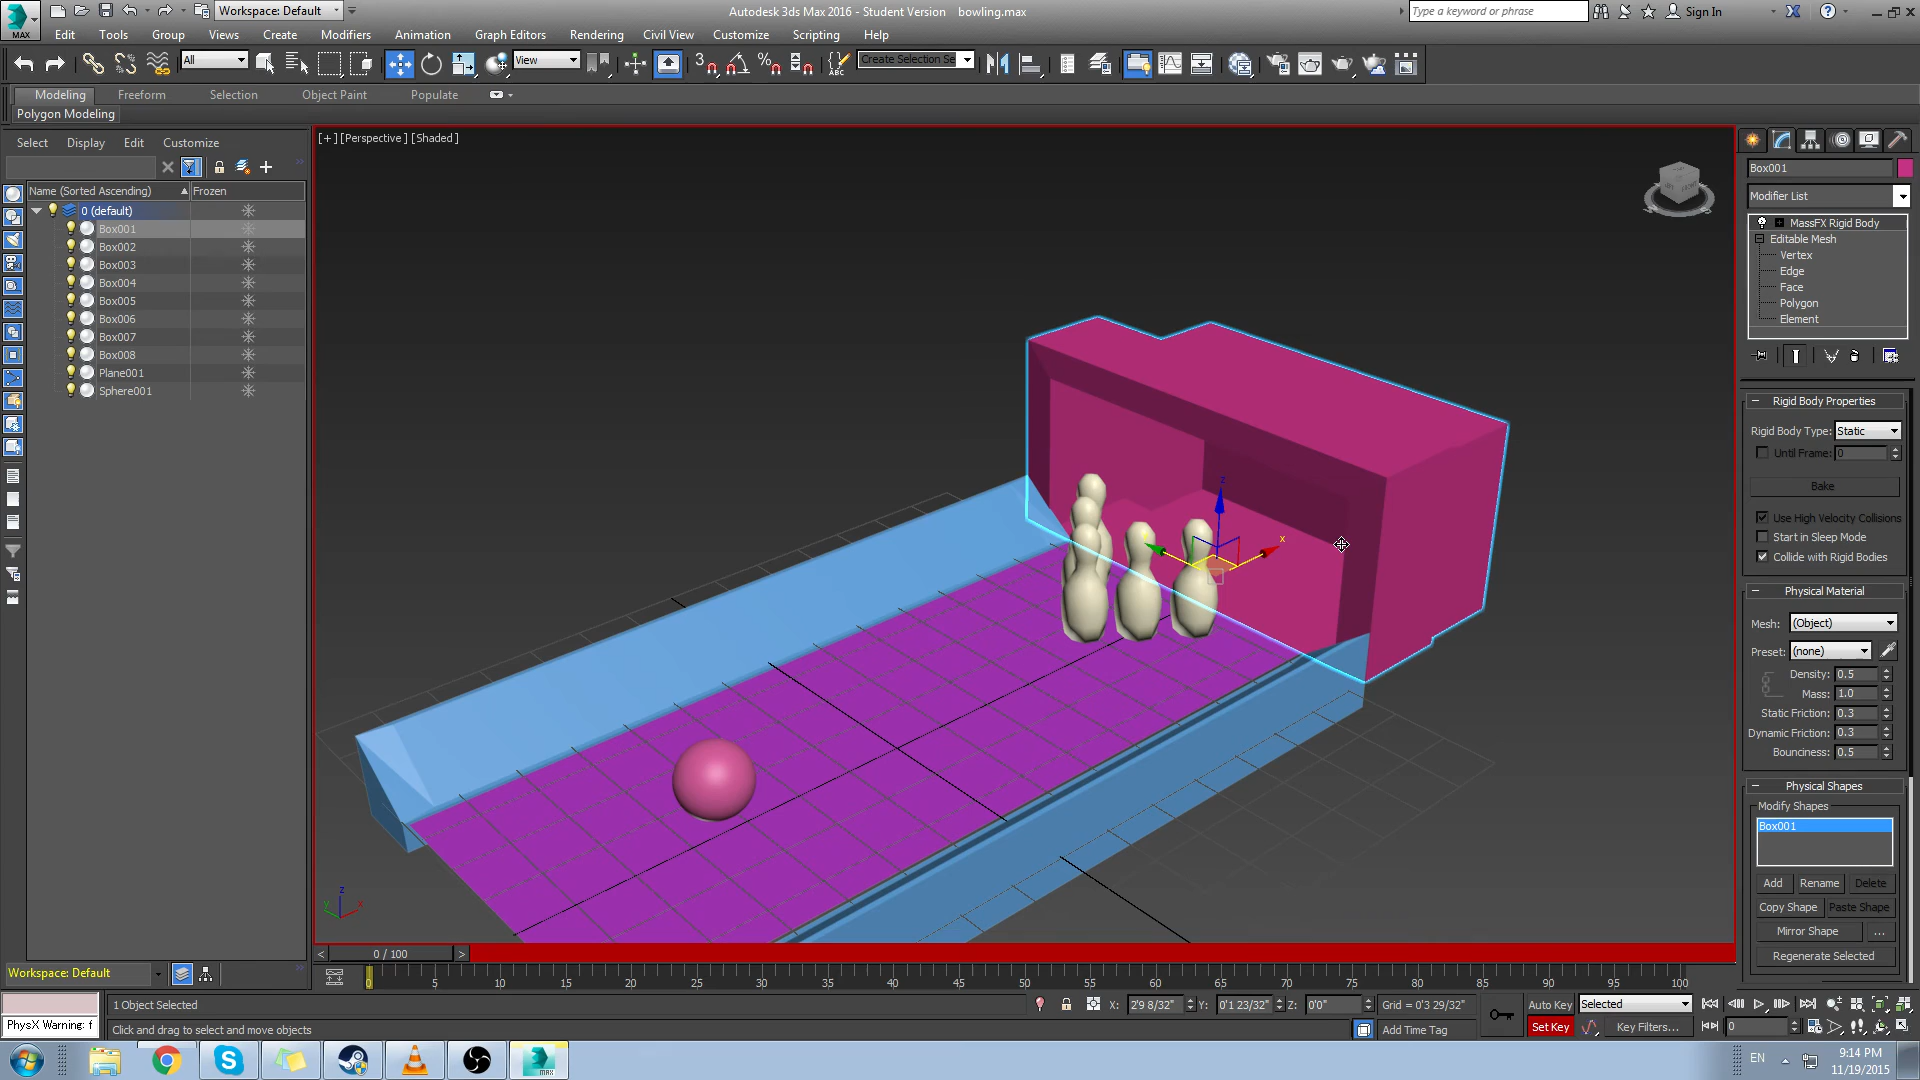 Workspace: Default
Autodesk 3ds Max 2016 - Student Version bowling.max
Type a keyword or phrase
Sign In
MAX
Edit Tools Group Views Create Modifiers Animation Graph Editors Rendering Civil View Customize Scripting Help
All
View
Create Selection Se
Modeling Freeform Selection Object Paint Populate
Polygon Modeling
Select Display Edit Customize
Name (Sorted Ascending) Frozen
0 (default)
Box001
Box002
Box003
Box004
Box005
Box006
Box007
Box008
Plane001
Sphere001
[+] [Perspective] [Shaded]
z
x
z
y
x
Box001
Modifier List
MassFX Rigid Body
Editable Mesh
Vertex
Edge
Face
Polygon
Element
Rigid Body Properties
Rigid Body Type: Static
Until Frame: 0
Bake
Use High Velocity Collisions
Start in Sleep Mode
Collide with Rigid Bodies
Physical Material
Mesh: (Object)
Preset: (none)
Density: 0.5
Mass: 1.0
Static Friction: 0.3
Dynamic Friction: 0.3
Bounciness: 0.5
Physical Shapes
Modify Shapes
Box001
Add Rename Delete
Copy Shape Paste Shape
Mirror Shape ...
Regenerate Selected
< 0 / 100 >
0 5 10 15 20 25 30 35 40 45 50 55 60 65 70 75 80 85 90 95 100
Workspace: Default
1 Object Selected
X: 2'9 8/32" Y: 0'1 23/32" Z: 0'0" Grid = 0'3 29/32"
Auto Key Selected
PhysX Warning: f
Click and drag to select and move objects
Add Time Tag
Set Key Key Filters...
0
EN
9:14 PM
11/19/2015